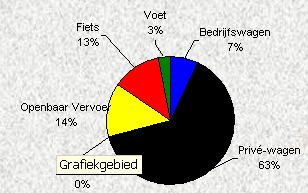 Voet
3%
Fiets
13%
Bedrijfswagen
7%
Openbaar Vervoer
14%
Privé-wagen
63%
Grafiekgebied
0%